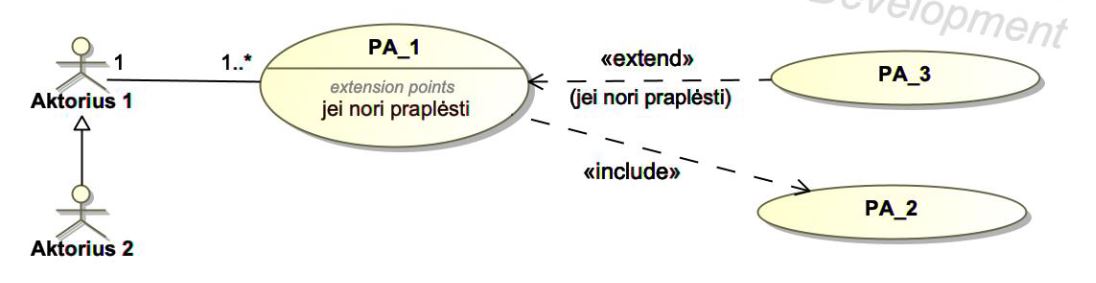 Development
1
1..*
PA_1
extension points
jei nori praplėsti
«extend»
(jei nori praplėsti)
PA_3
Aktorius 1
«include»
PA_2
Aktorius 2